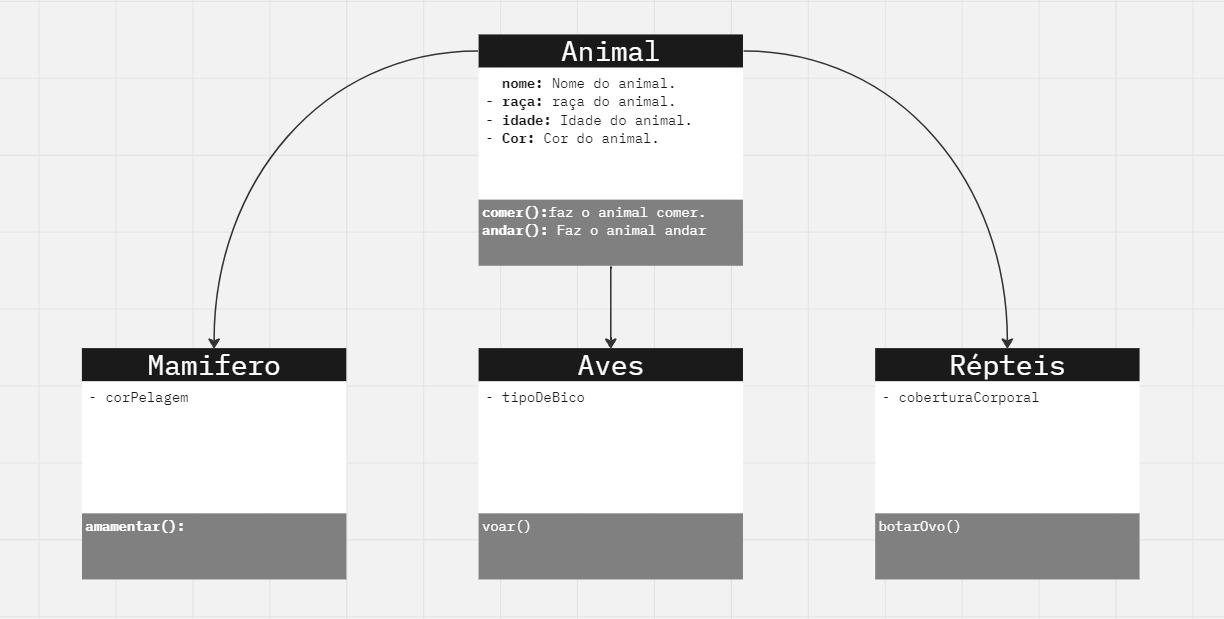 Animal
nome: Nome do animal.
- raça: raça do animal.
- idade: Idade do animal.
- Cor: Cor do animal.
comer():faz o animal comer.
andar(): Faz o animal andar
Mamifero
- corPelagem
amamentar():
Aves
- tipoDeBico
voar()
Répteis
- coberturaCorporal
botarOvo()